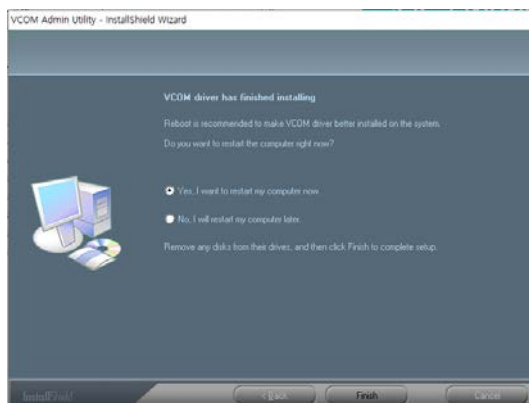 VCOM Admin Utility - InstallShield Wizard
VCOM driver has finished installing
Reboot is recommended to make VCOM driver better installed on the system.
Do you want to restart the computer right now?
Yes, I want to restart my computer now.
No, I will restart my computer later.
Remove any disks from their drives, and then click Finish to complete setup.
InstallShield
< Back
Finish
Cancel